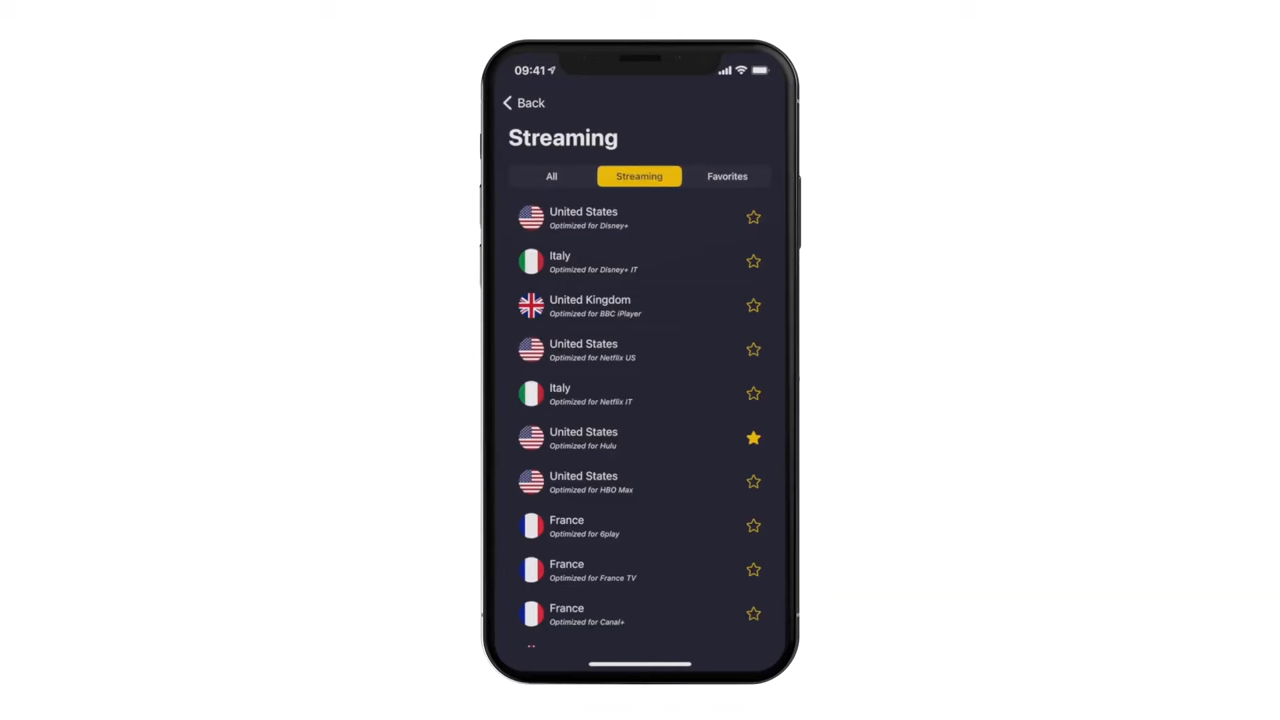 09:41
Back
Streaming
All Streaming Favorites
United States
Optimized for Disney+
Italy
Optimized for Disney+ IT
United Kingdom
Optimized for BBC iPlayer
United States
Optimized for Netflix US
Italy
Optimized for Netflix IT
United States
Optimized for Hulu
United States
Optimized for HBO Max
France
Optimized for 6play
France
Optimized for France TV
France
Optimized for Canal+